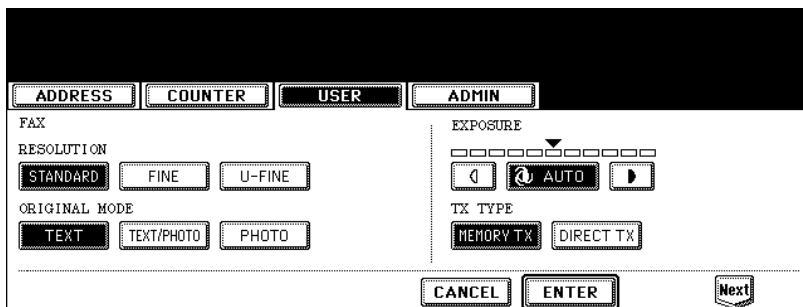 ADDRESS COUNTER USER ADMIN
FAX
RESOLUTION
STANDARD FINE U-FINE
ORIGINAL MODE
TEXT TEXT/PHOTO PHOTO
EXPOSURE
AUTO
TX TYPE
MEMORY TX DIRECT TX
CANCEL ENTER Next